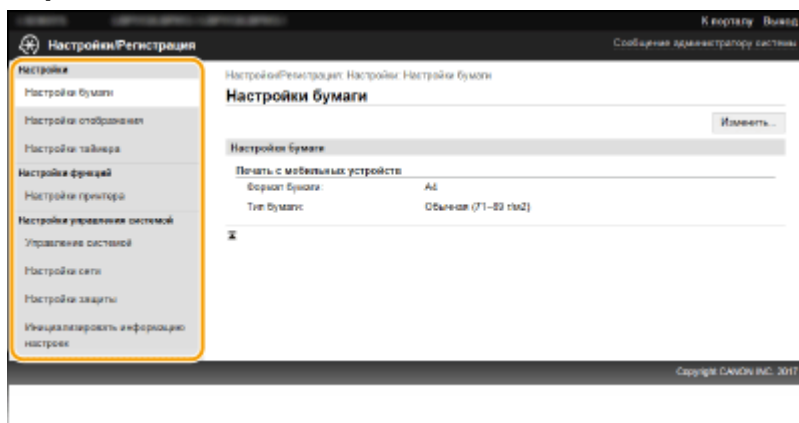 К порталу Выход
Настройки/Регистрация
Сообщение администратору системы
Настройки
Настройки бумаги
Настройки отображения
Настройки таймера
Настройки функций
Настройки принтера
Настройки управления системой
Управление системой
Настройки сети
Настройки защиты
Инициализировать информацию
настроек
Настройки/Регистрация: Настройки: Настройки бумаги
Настройки бумаги
Изменить...
Настройки бумаги
Печать с мобильных устройств
Формат бумаги: A4
Тип бумаги: Обычная (71–89 г/м2)
Copyright CANON INC. 2017